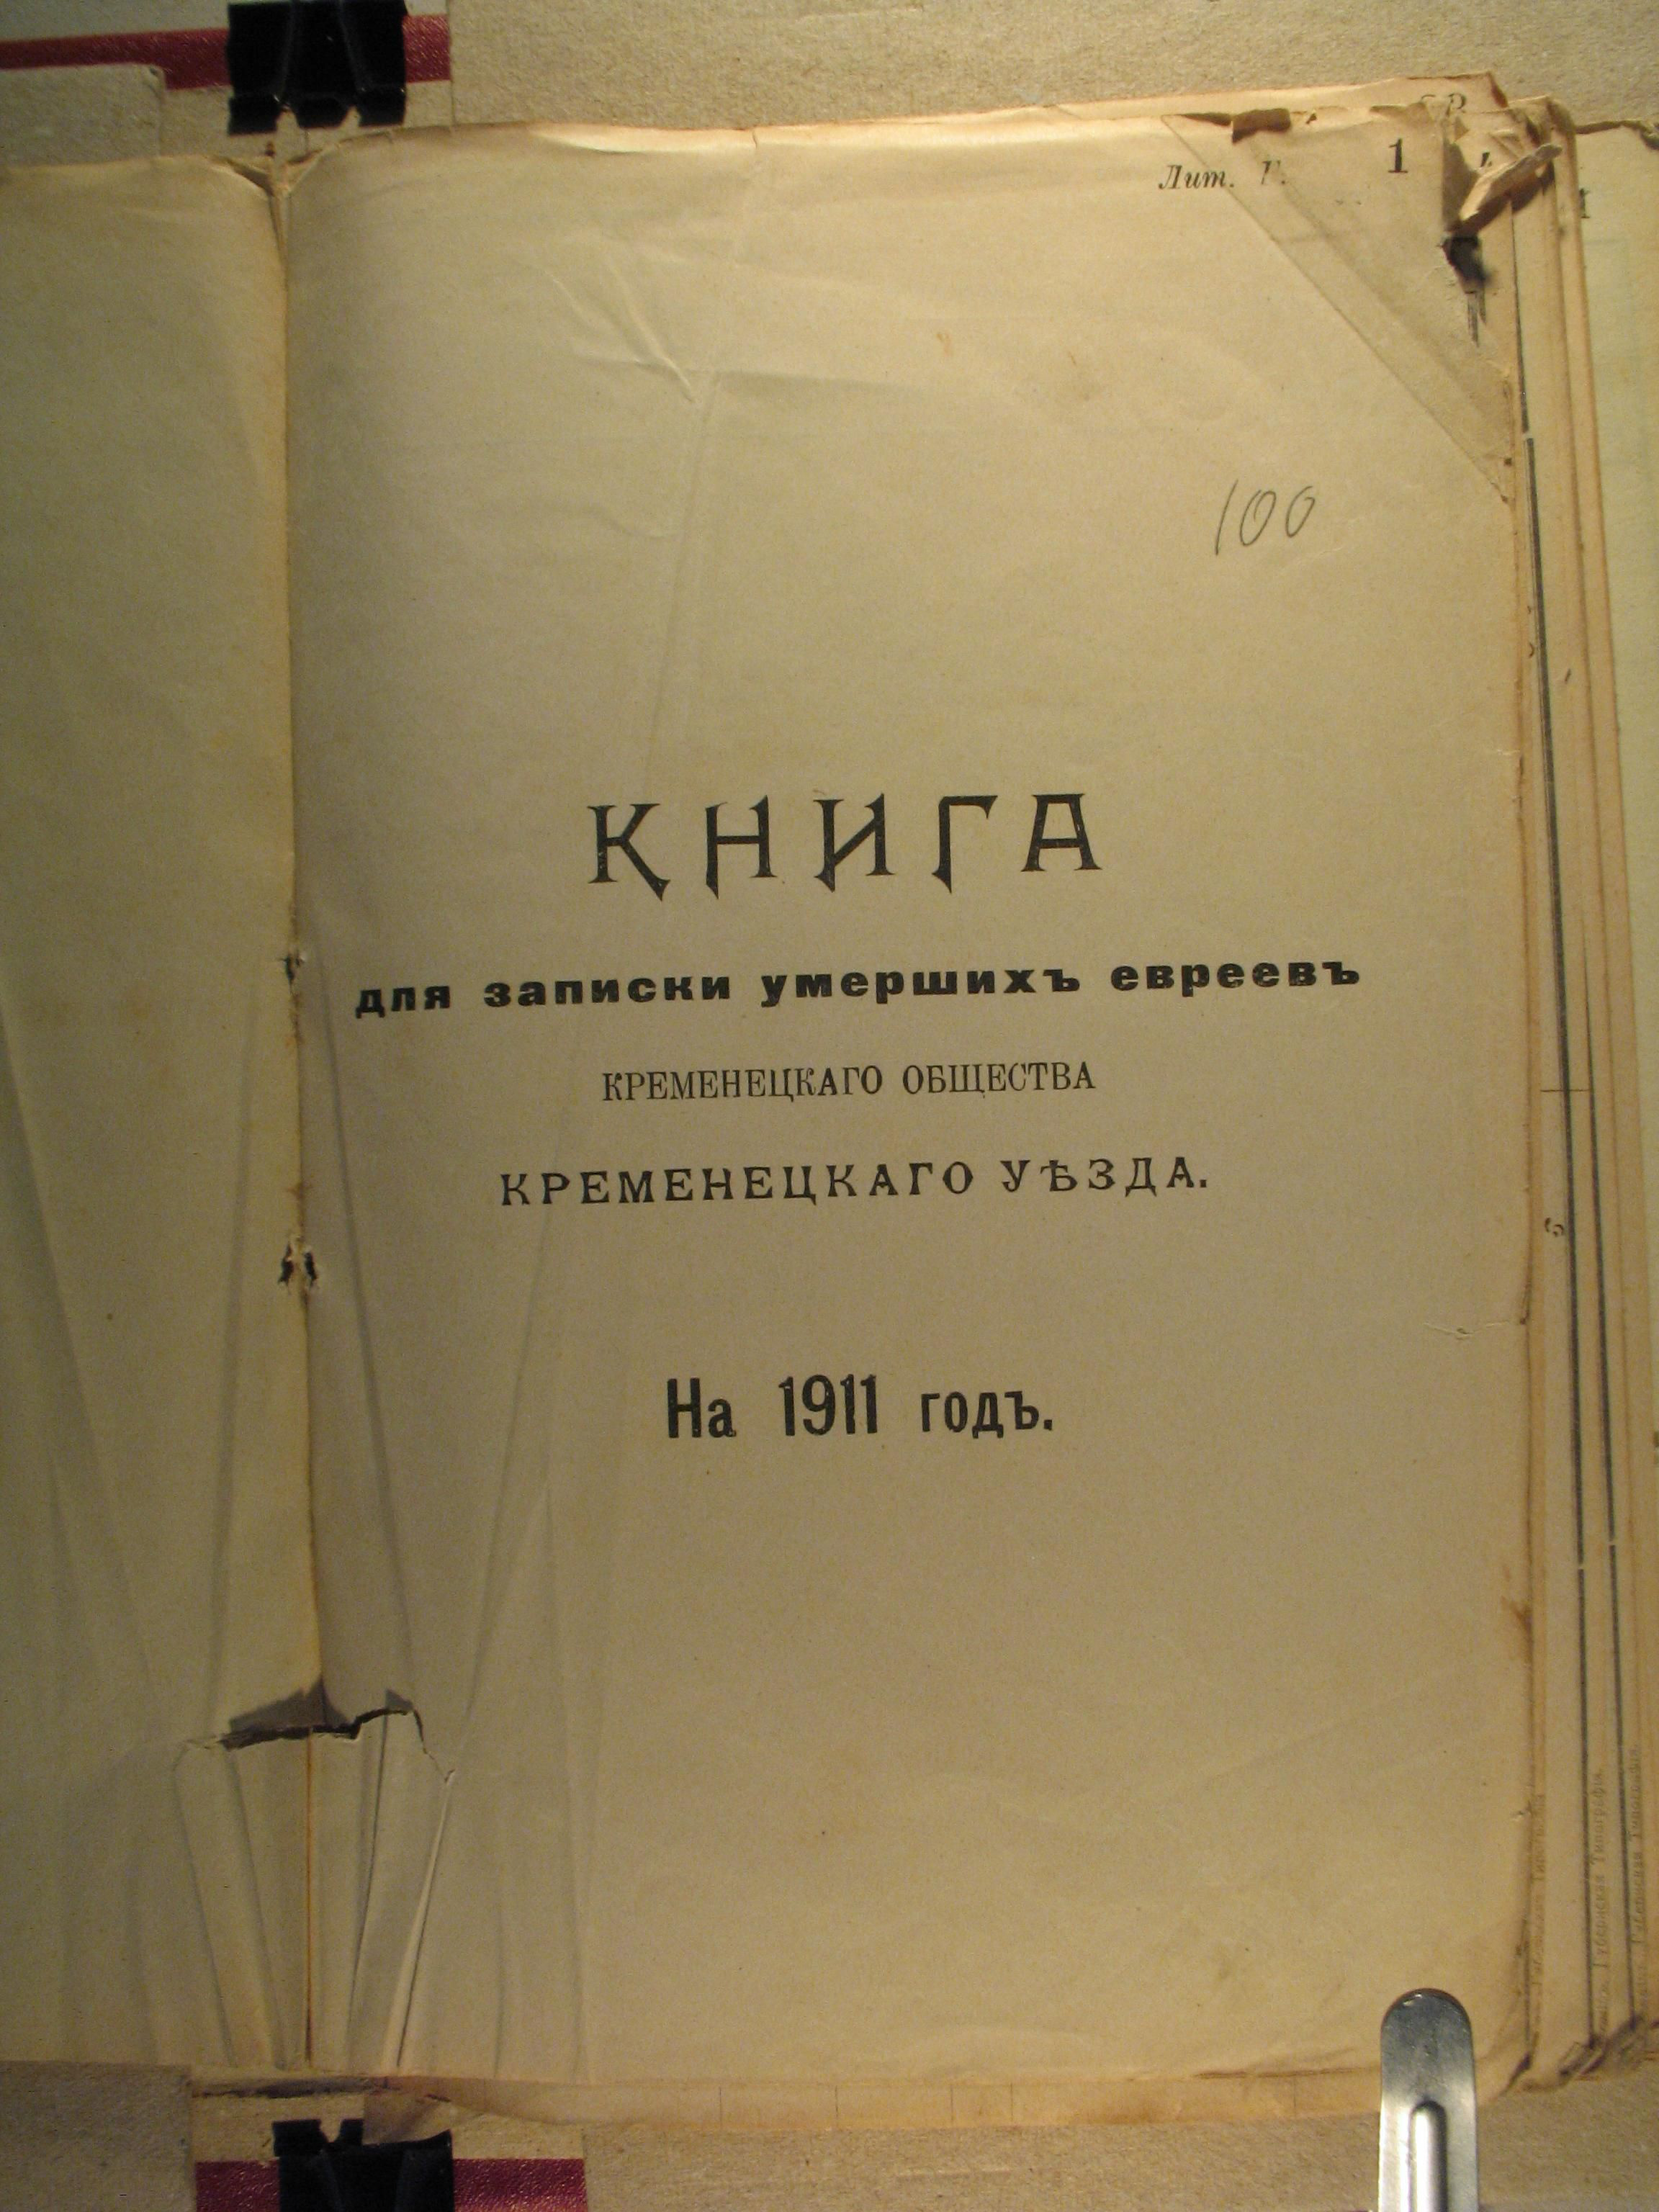 Лит. Г. 1
100
КНИГА
для записки умершихъ евреевъ
КРЕМЕНЕЦКАГО ОБЩЕСТВА
КРЕМЕНЕЦКАГО УѢЗДА.
На 1911 годъ.